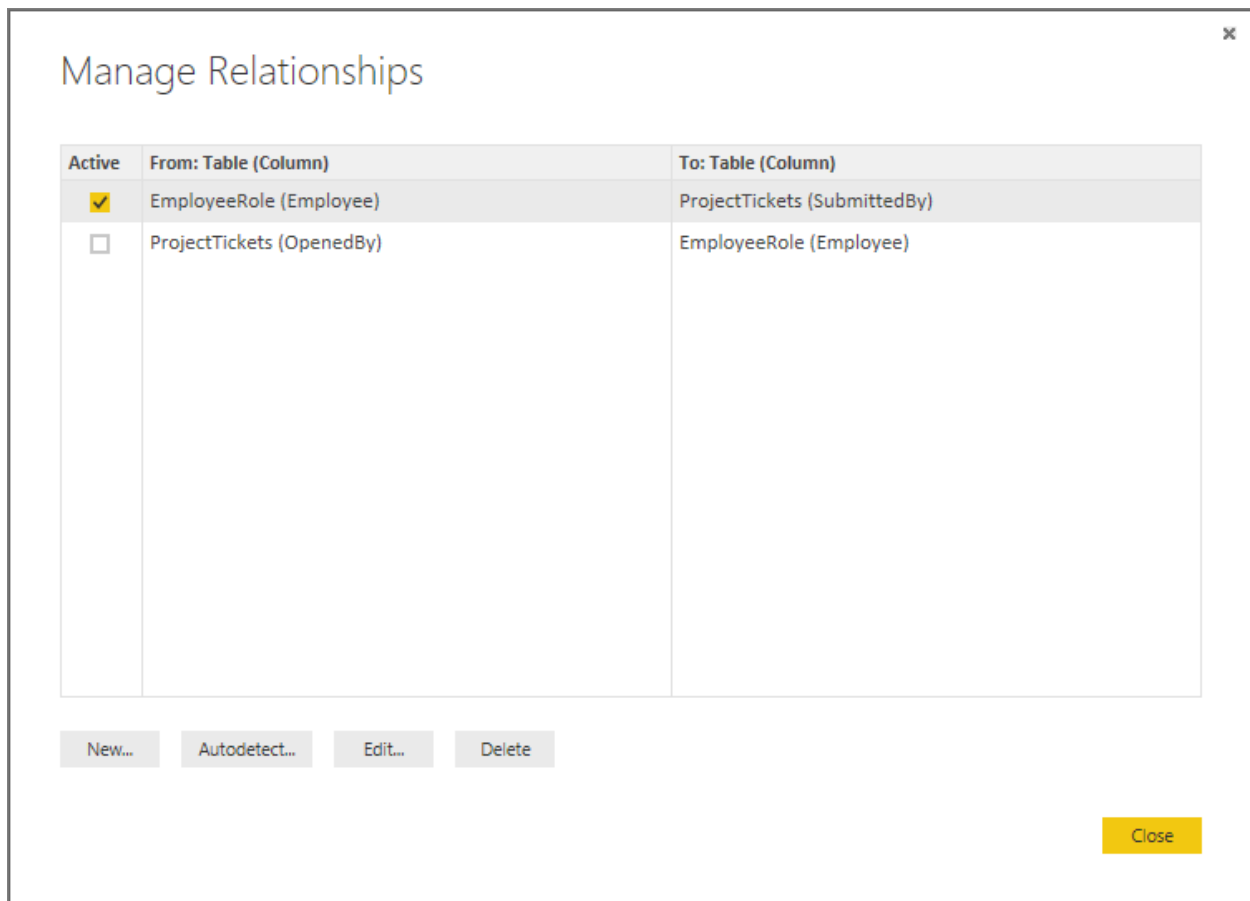 Manage Relationships
Active From: Table (Column) To: Table (Column)
EmployeeRole (Employee) ProjectTickets (SubmittedBy)
ProjectTickets (OpenedBy) EmployeeRole (Employee)
New... Autodetect... Edit... Delete
Close